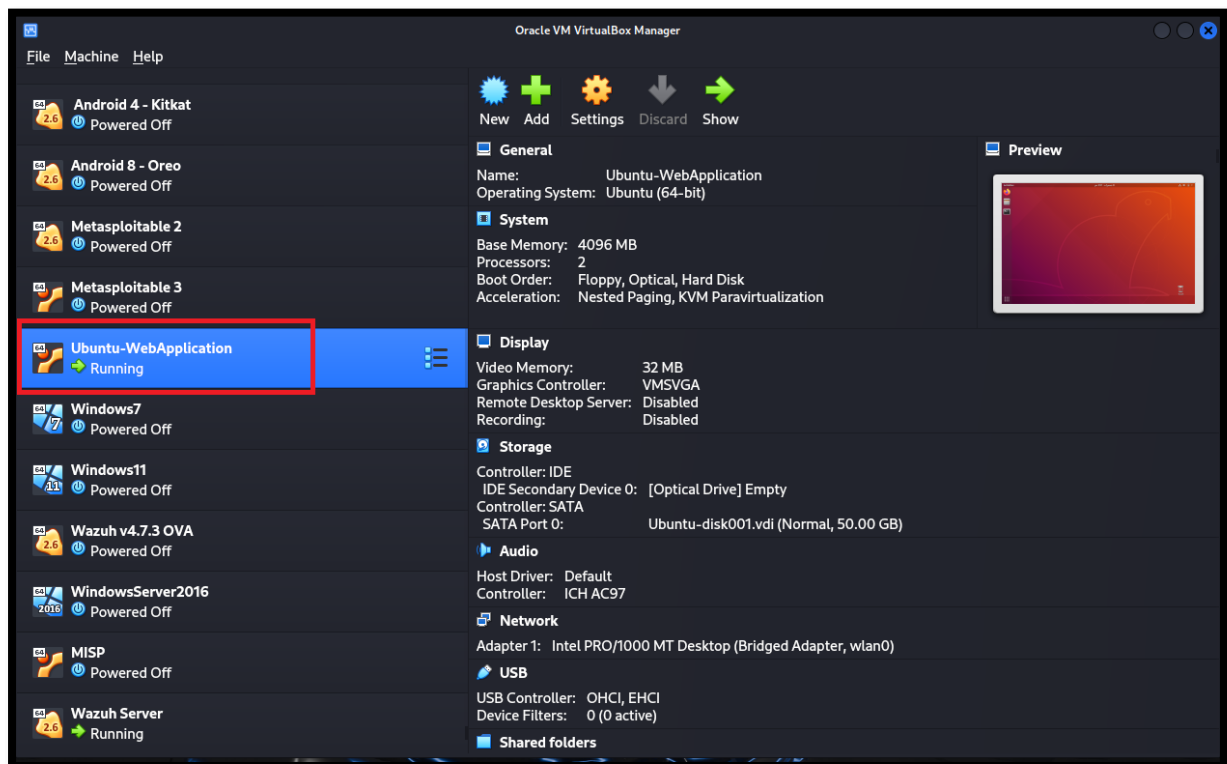 Oracle VM VirtualBox Manager
File Machine Help
Android 4 - Kitkat
Powered Off
Android 8 - Oreo
Powered Off
Metasploitable 2
Powered Off
Metasploitable 3
Powered Off
Ubuntu-WebApplication
Running
Windows7
Powered Off
Windows11
Powered Off
Wazuh v4.7.3 OVA
Powered Off
WindowsServer2016
Powered Off
MISP
Powered Off
Wazuh Server
Running
New Add Settings Discard Show
General
Name: Ubuntu-WebApplication
Operating System: Ubuntu (64-bit)
System
Base Memory: 4096 MB
Processors: 2
Boot Order: Floppy, Optical, Hard Disk
Acceleration: Nested Paging, KVM Paravirtualization
Preview
Display
Video Memory: 32 MB
Graphics Controller: VMSVGA
Remote Desktop Server: Disabled
Recording: Disabled
Storage
Controller: IDE
IDE Secondary Device 0: [Optical Drive] Empty
Controller: SATA
SATA Port 0: Ubuntu-disk001.vdi (Normal, 50.00 GB)
Audio
Host Driver: Default
Controller: ICH AC97
Network
Adapter 1: Intel PRO/1000 MT Desktop (Bridged Adapter, wlan0)
USB
USB Controller: OHCI, EHCI
Device Filters: 0 (0 active)
Shared folders